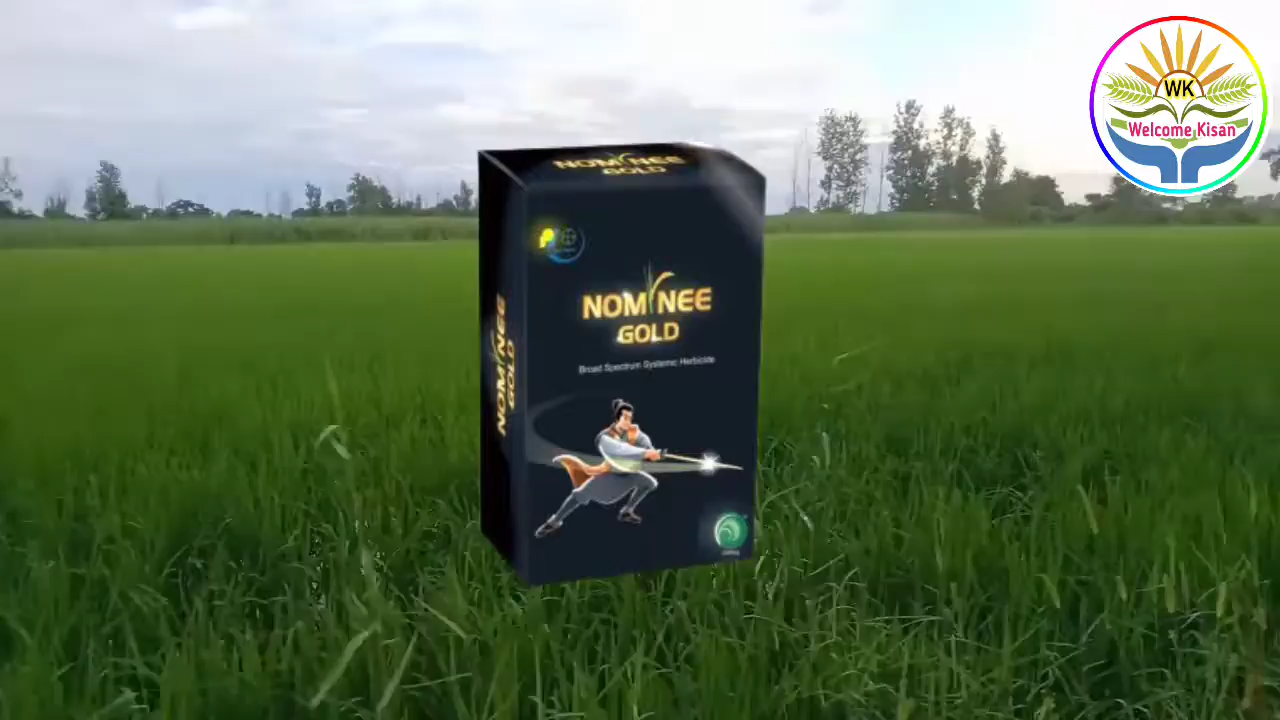 WK
Welcome Kisan
NOMINEE
GOLD
NOMINEE
GOLD
Broad Spectrum Systemic Herbicide
NOMINEE
GOLD